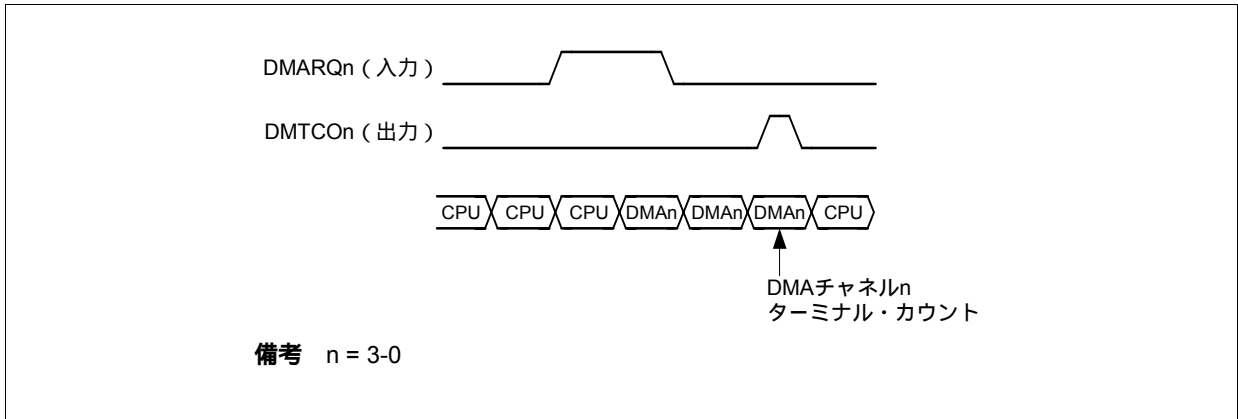 DMARQn（入力）
DMTCOn（出力）
CPU CPU CPU DMAn DMAn DMAn CPU
DMAチャネルn
ターミナル・カウント
備考 n = 3-0